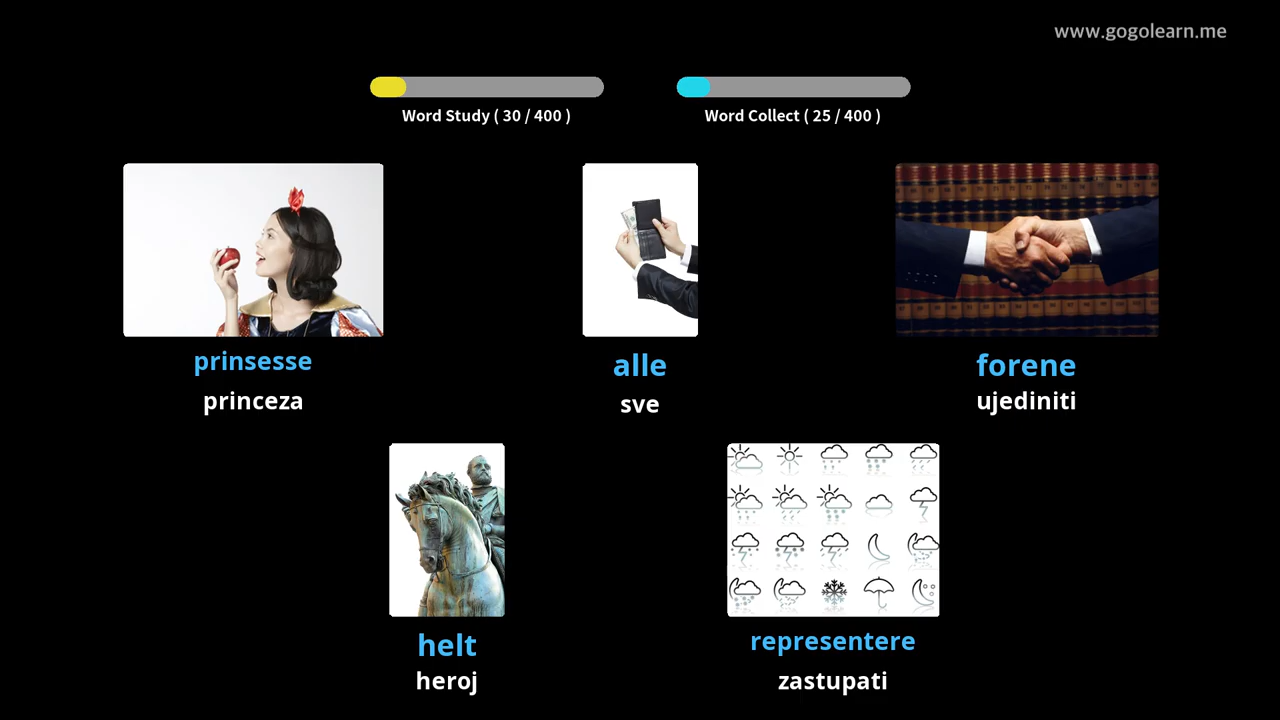 www.gogolearn.me
Word Study ( 30 / 400 )
Word Collect ( 25 / 400 )
prinsesse
princeza
alle
sve
forene
ujediniti
helt
heroj
representere
zastupati